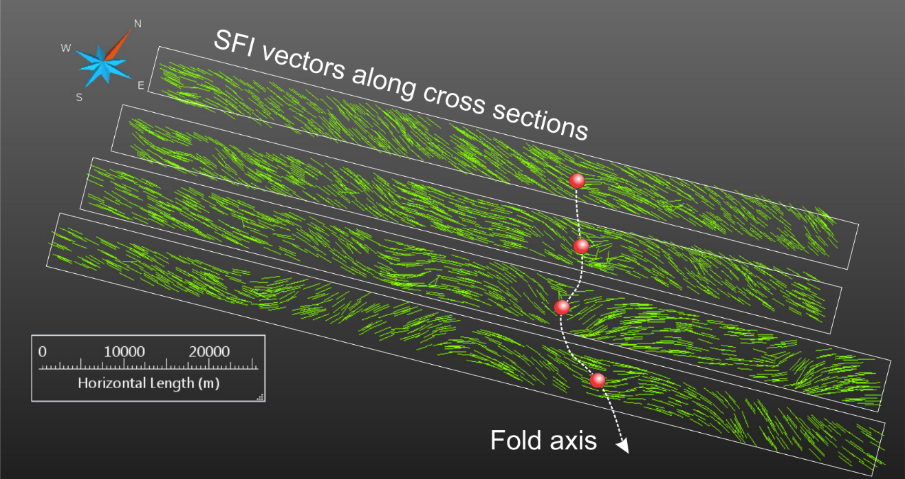 N
W
E
S
SFI vectors along cross sections
0 10000 20000
Horizontal Length (m)
Fold axis